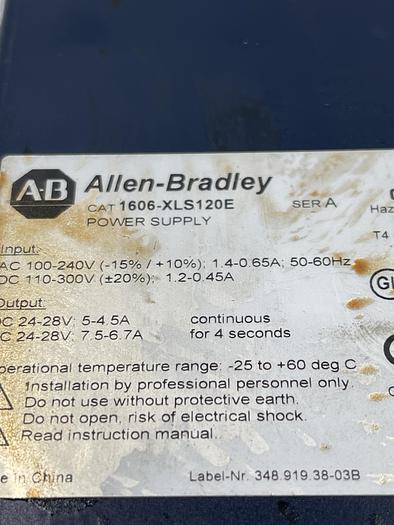 A-B Allen-Bradley
CAT 1606-XLS120E SER A
POWER SUPPLY
Haz
T4
Input:
AC 100-240V (-15% / +10%); 1.4-0.65A; 50-60Hz
DC 110-300V (±20%); 1.2-0.45A
Output:
DC 24-28V: 5-4.5A continuous
C 24-28V: 7.5-6.7A for 4 seconds
perational temperature range: -25 to +60 deg C
Installation by professional personnel only.
Do not use without protective earth.
Do not open, risk of electrical shock.
Read instruction manual.
e in China Label-Nr. 348.919.38-03B